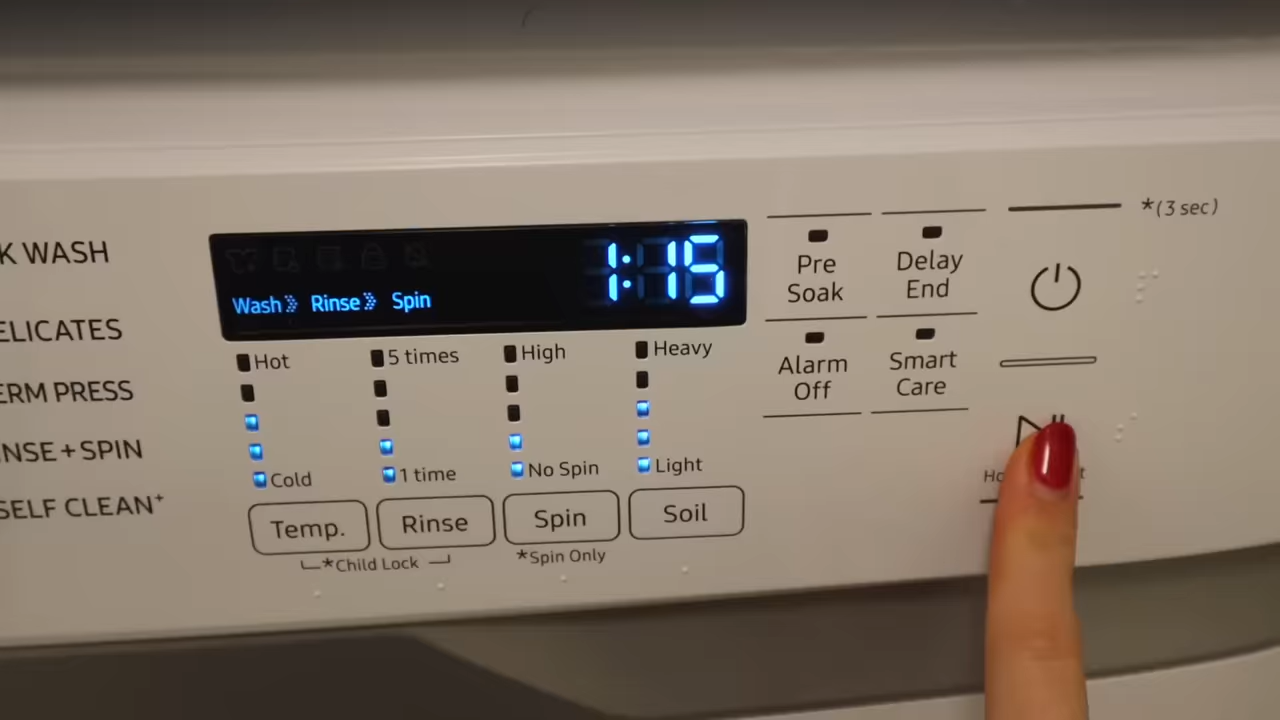 K WASH
ELICATES
ERM PRESS
INSE + SPIN
SELF CLEAN+
Wash Rinse Spin
1:15
Hot
Cold
5 times
1 time
High
No Spin
Heavy
Light
Temp.
Rinse
Spin
Soil
*Child Lock
*Spin Only
Pre
Soak
Delay
End
Alarm
Off
Smart
Care
*(3 sec)